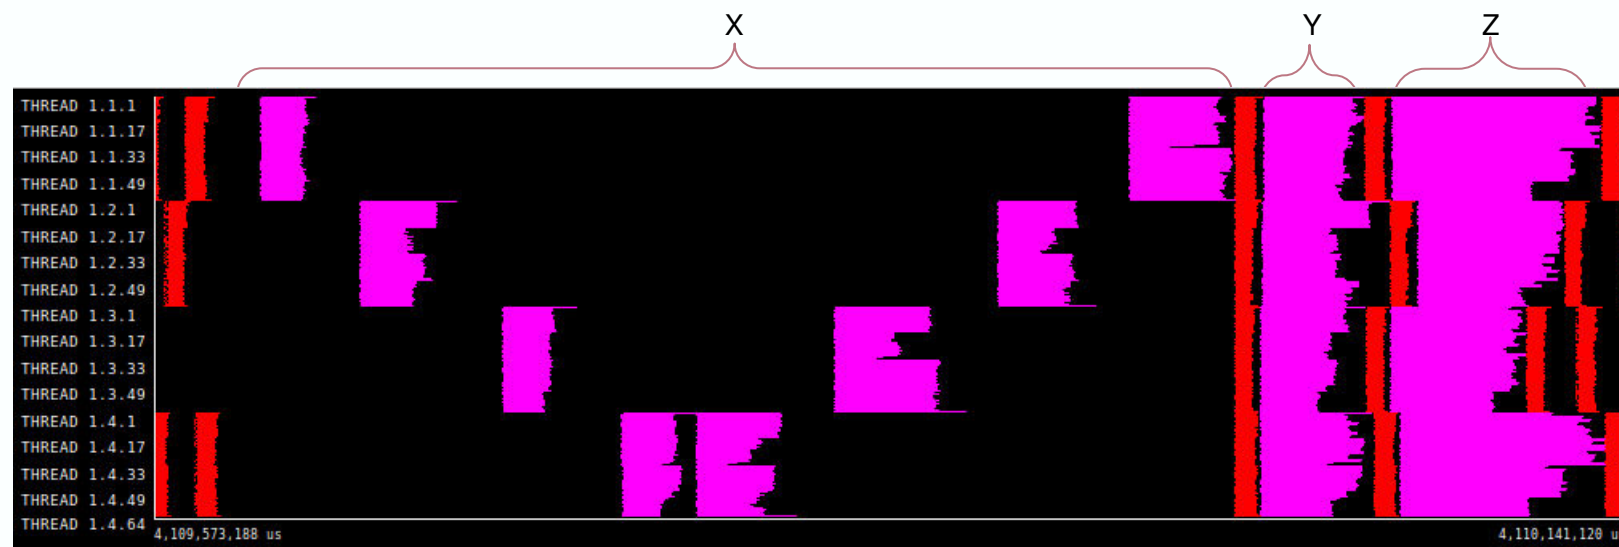 X Y Z
THREAD 1.1.1
THREAD 1.1.17
THREAD 1.1.33
THREAD 1.1.49
THREAD 1.2.1
THREAD 1.2.17
THREAD 1.2.33
THREAD 1.2.49
THREAD 1.3.1
THREAD 1.3.17
THREAD 1.3.33
THREAD 1.3.49
THREAD 1.4.1
THREAD 1.4.17
THREAD 1.4.33
THREAD 1.4.49
THREAD 1.4.64
4,109,573,188 us 4,110,141,120 u